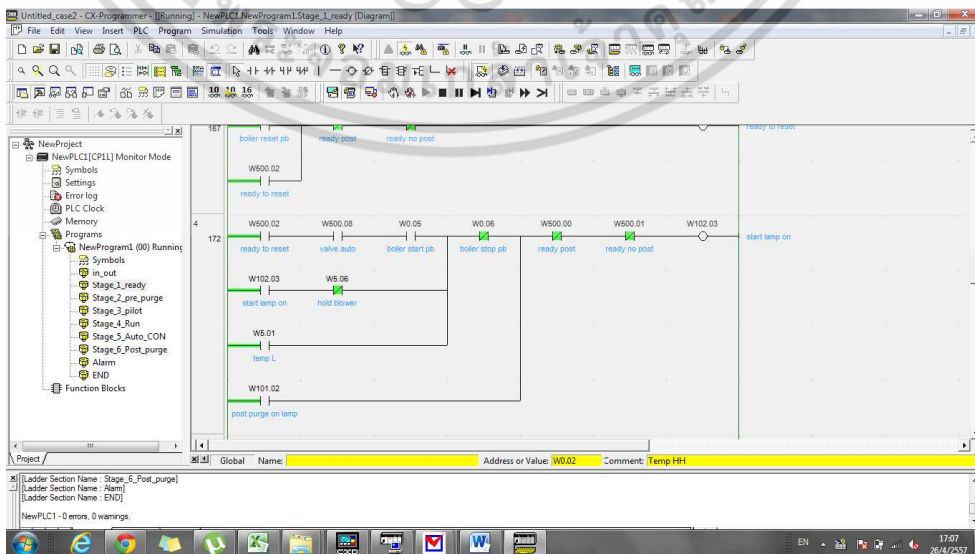 Untitled_case2 - CX-Programmer - [[Running] - NewPLC1.NewProgram1.Stage_1_ready [Diagram]]
File Edit View Insert PLC Program Simulation Tools Window Help
NewProject
NewPLC1[CP1L] Monitor Mode
Symbols
Settings
Error log
PLC Clock
Memory
Programs
NewProgram1 (00) Running
Symbols
in_out
Stage_1_ready
Stage_2_pre_purge
Stage_3_pilot
Stage_4_Run
Stage_5_Auto_CON
Stage_6_Post_purge
Alarm
END
Function Blocks
Project
167
boiler reset pb ready post ready no post ready to reset
W500.02
ready to reset
4
172
W500.02 W500.08 W0.05 W0.06 W500.00 W500.01 W102.03
ready to reset valve auto boiler start pb boiler stop pb ready post ready no post start lamp on
W102.03 W5.06
start lamp on hold blower
W5.01
temp L
W101.02
post purge on lamp
Global Name: Address or Value: W0.02 Comment: Temp HH
[Ladder Section Name : Stage_6_Post_purge]
[Ladder Section Name : Alarm]
[Ladder Section Name : END]
NewPLC1 - 0 errors, 0 warnings.
EN 17:07
26/4/2557